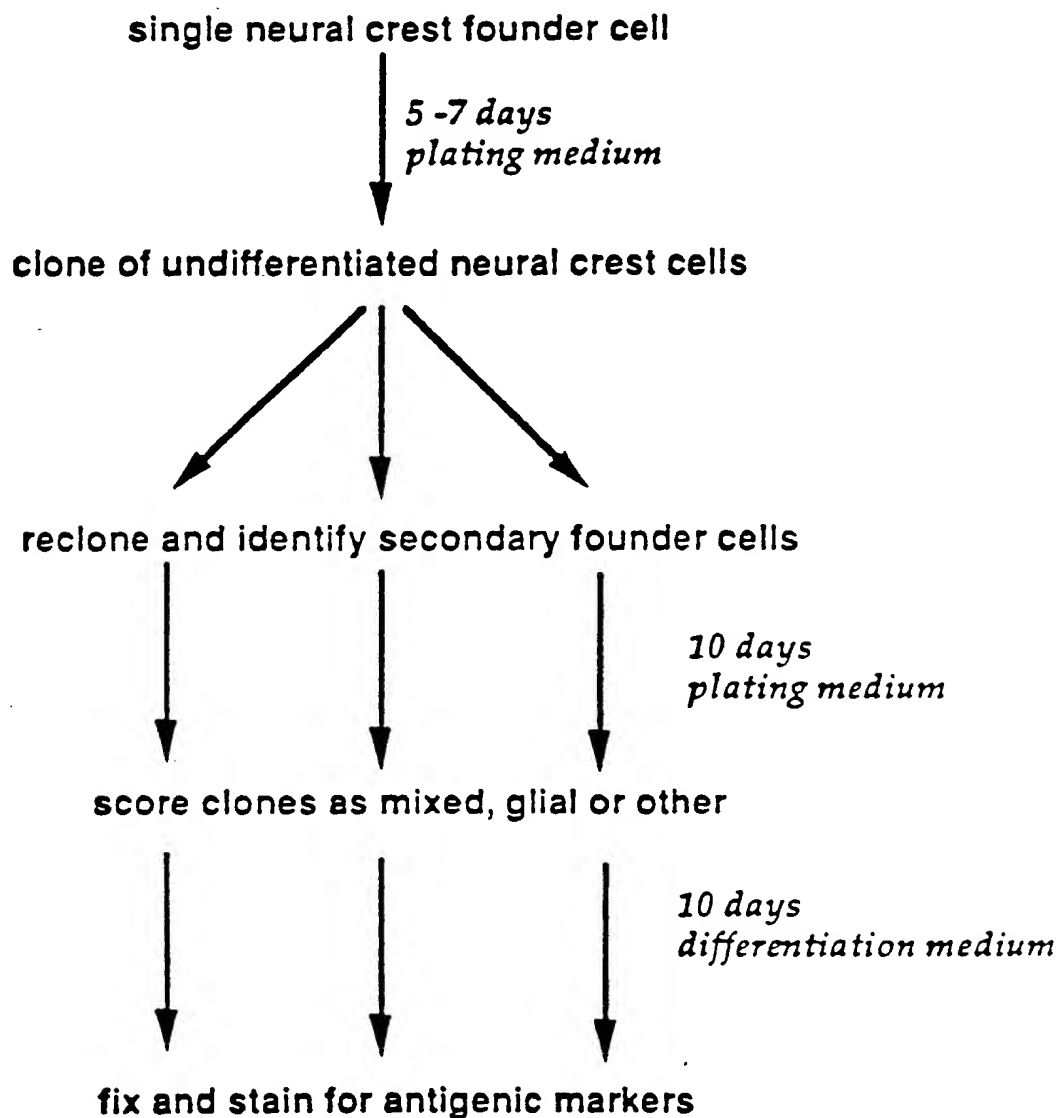 single neural crest founder cell
5 -7 days
plating medium
clone of undifferentiated neural crest cells
reclone and identify secondary founder cells
10 days
plating medium
score clones as mixed, glial or other
10 days
differentiation medium
fix and stain for antigenic markers